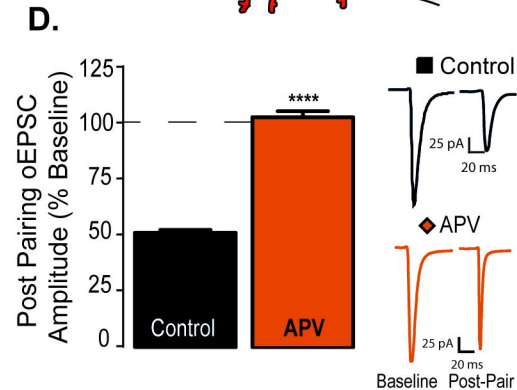 D.
Post Pairing oEPSC
Amplitude (% Baseline)
125
100
75
50
25
0
****
Control
APV
Control
25 pA
20 ms
APV
25 pA
20 ms
Baseline Post-Pair